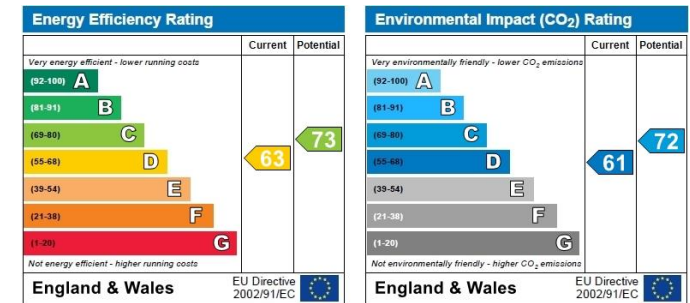 Energy Efficiency Rating
Current Potential
Very energy efficient - lower running costs
(92-100) A
(81-91) B
(69-80) C
73
(55-68) D
63
(39-54) E
(21-38) F
(1-20) G
Not energy efficient - higher running costs
England & Wales
EU Directive
2002/91/EC
Environmental Impact (CO2) Rating
Current Potential
Very environmentally friendly - lower CO2 emissions
(92-100) A
(81-91) B
(69-80) C
72
(55-68) D
61
(39-54) E
(21-38) F
(1-20) G
Not environmentally friendly - higher CO2 emissions
England & Wales
EU Directive
2002/91/EC